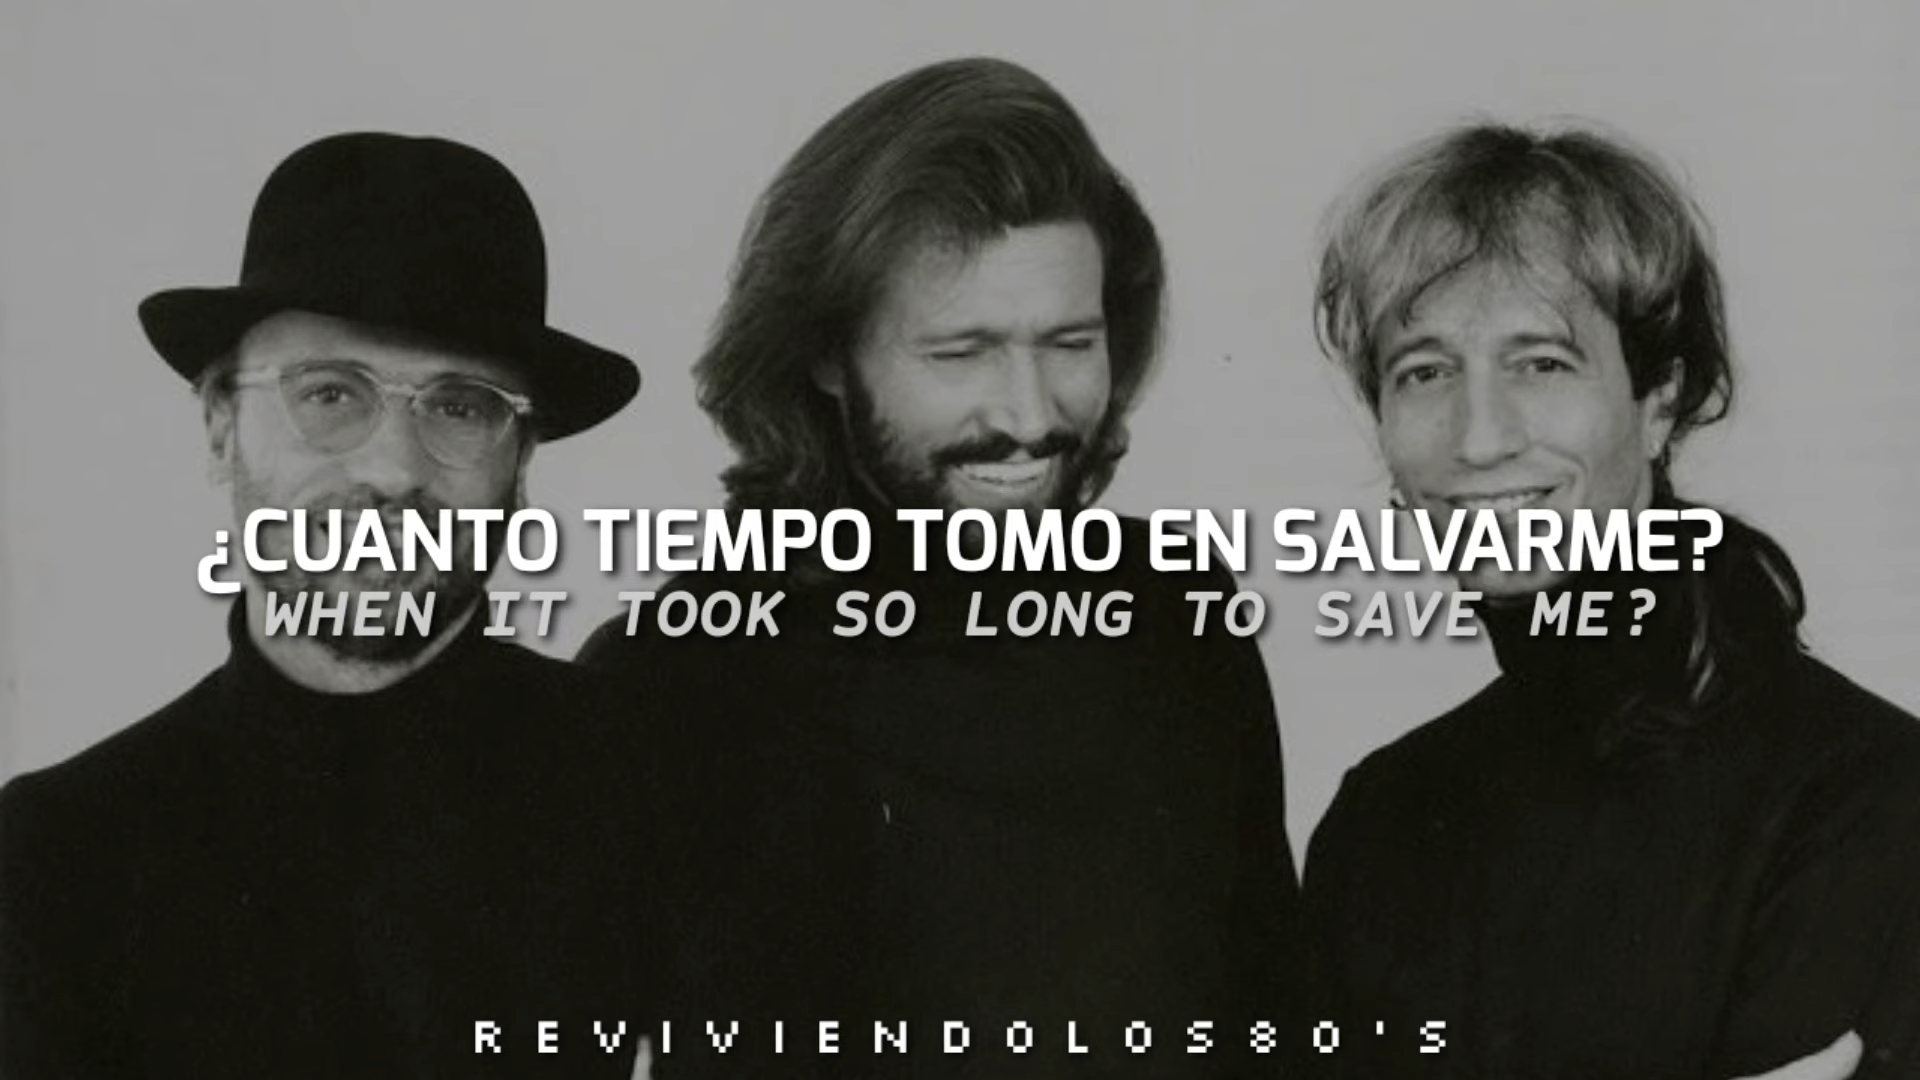 ¿CUANTO TIEMPO TOMO EN SALVARME?
WHEN IT TOOK SO LONG TO SAVE ME?
REVIVIENDOLOS80'S